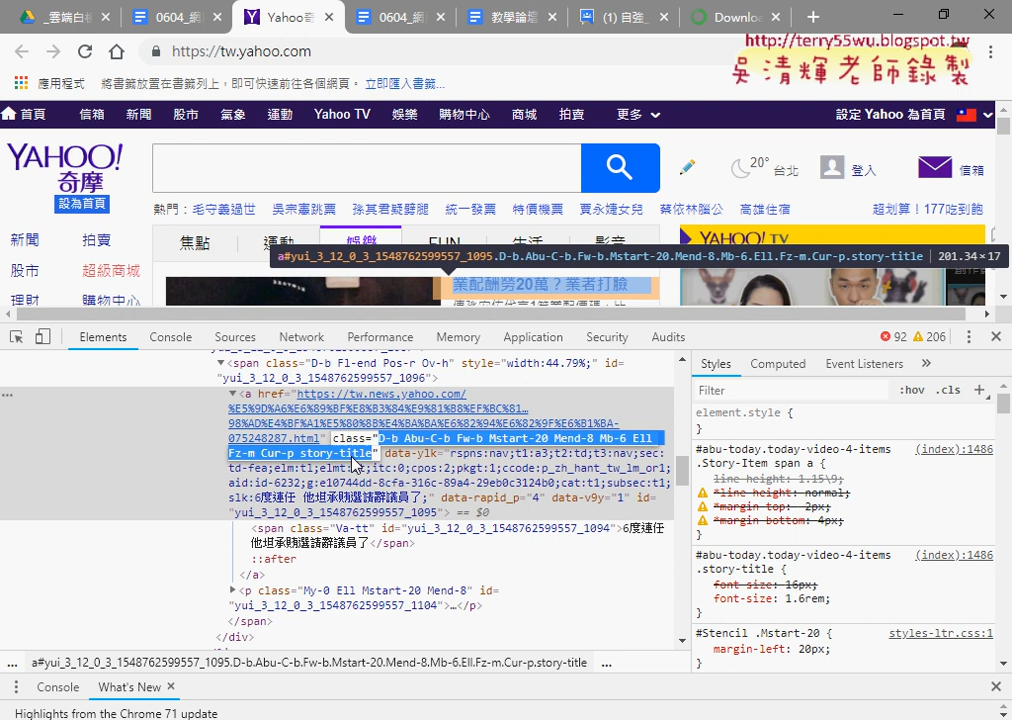 _雲端白板
0604_雲端
Yahoo奇
0604_雲端
教學論壇
(1) 自強
Downloa
https://tw.yahoo.com
http://terry55wu.blogspot.tw
吳清輝老師錄製
應用程式 將書籤放置在書籤列上，即可快速前往各個網頁。 立即匯入書籤...
首頁 信箱 新聞 股市 氣象 運動 Yahoo TV 娛樂 購物中心 商城 拍賣 更多 設定 Yahoo 為首頁
YAHOO!
奇摩
設為首頁
20° 台北 登入 信箱
熱門： 毛守義過世 吳宗憲跳票 孫其君疑劈腿 統一發票 特價機票 賈永婕女兒 蔡依林腦公 高雄住宿 超划算！177吃到飽
新聞 拍賣
股市 超級商城
理財 購物中心
焦點 運動 娛樂 FUN 生活 影音
YAHOO! TV
a#yui_3_12_0_3_1548762599557_1095.D-b.Abu-C-b.Fw-b.Mstart-20.Mend-8.Mb-6.Ell.Fz-m.Cur-p.story-title 201.34×17
業配酬勞20萬？業者打臉
Elements Console Sources Network Performance Memory Application Security Audits 92 206
<span class="D-b Fl-end Pos-r Ov-h" style="width:44.79%;" id=
"yui_3_12_0_3_1548762599557_1096">
<a href="https://tw.news.yahoo.com/
%E5%9D%A6%E6%89%BF%E8%B3%84%E9%81%B8%EF%BC%81…
98%AD%E4%BF%A1%E5%80%8B%E4%BA%BA%E6%82%94%E6%82%9F%E6%B1%BA-
075248287.html" class="D-b Abu-C-b Fw-b Mstart-20 Mend-8 Mb-6 Ell
Fz-m Cur-p story-title" data-ylk="rspns:nav;t1:a3;t2:td;t3:nav;sec:
td-fea;elm:t1;elmt:ct;itc:0;cpos:2;pkgt:1;ccode:p_zh_hant_tw_lm_or1;
aid:id-6232;g:e10744dd-8cfa-316c-89a4-29eb0c3124b0;cat:t1;subsec:t1;
slk:6度連任 他坦承賄選請辭議員了;" data-rapid_p="4" data-v9y="1" id=
"yui_3_12_0_3_1548762599557_1095"> == $0
<span class="Va-tt" id="yui_3_12_0_3_1548762599557_1094">6度連任
他坦承賄選請辭議員了</span>
::after
</a>
<p class="My-0 Ell Mstart-20 Mend-8" id=
"yui_3_12_0_3_1548762599557_1104">…</p>
</span>
</div>
Styles Computed Event Listeners
Filter :hov .cls
element.style {
}
#abu-today.today-video-4-items (index):1486
.Story-Item span a {
line-height: 1.15\9;
*line-height: normal;
*margin-top: -2px;
*margin-bottom: 4px;
}
#abu-today.today-video-4-items (index):1486
.story-title {
font-size: 16px;
font-size: 1.6rem;
}
#Stencil .Mstart-20 { styles-ltr.css:1
margin-left: 20px;
}
... a#yui_3_12_0_3_1548762599557_1095.D-b.Abu-C-b.Fw-b.Mstart-20.Mend-8.Mb-6.Ell.Fz-m.Cur-p.story-title ...
Console What's New
Highlights from the Chrome 71 update